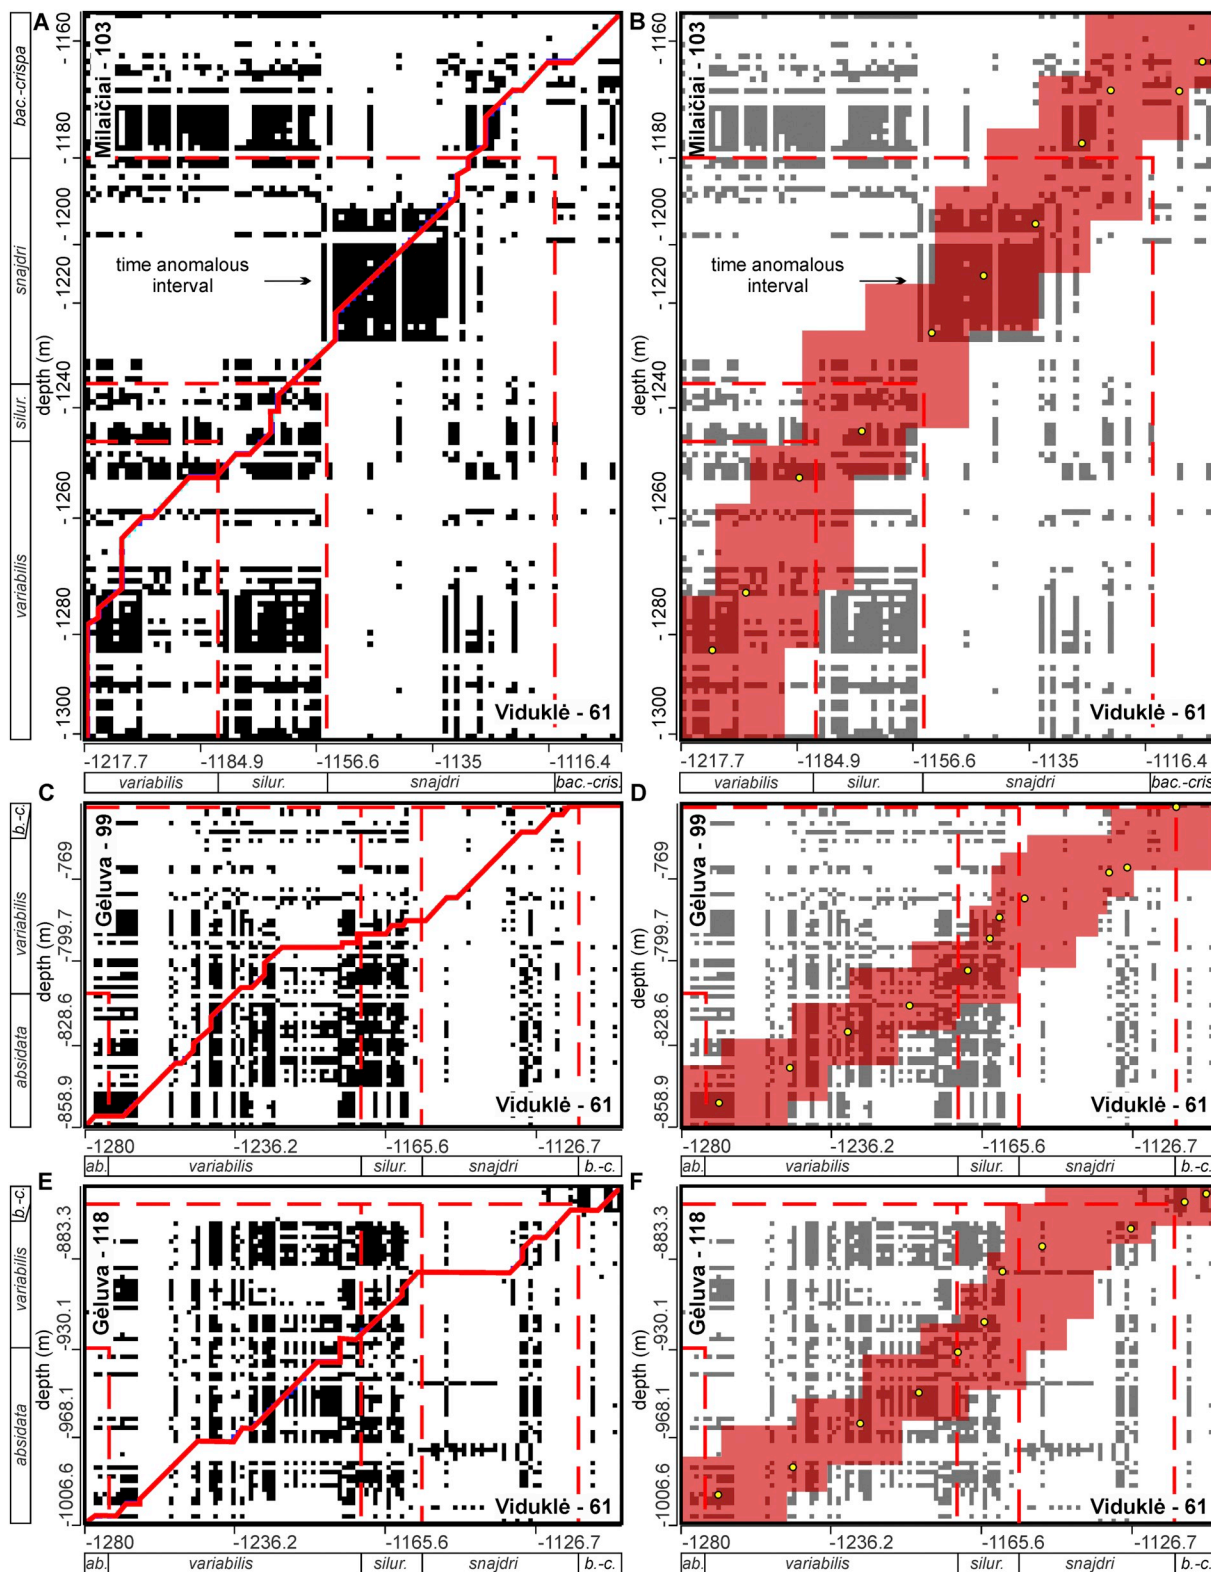 A
bac.-crispa
snajdri
silur.
variabilis
depth (m)
-1160
-1180
-1200
-1220
-1240
-1260
-1280
-1300
Milaičiai - 103
time anomalous
interval
Viduklė - 61
-1217.7
-1184.9
-1156.6
-1135
-1116.4
variabilis
silur.
snajdri
bac.-cris.
B
depth (m)
-1160
-1180
-1200
-1220
-1240
-1260
-1280
-1300
Milaičiai - 103
time anomalous
interval
Viduklė - 61
-1217.7
-1184.9
-1156.6
-1135
-1116.4
variabilis
silur.
snajdri
bac.-cris.
C
b.-c.
variabilis
absidata
depth (m)
-769
-799.7
-828.6
-858.9
Gėluva - 99
Viduklė - 61
-1280
-1236.2
-1165.6
-1126.7
ab.
variabilis
silur.
snajdri
b.-c.
D
depth (m)
-769
-799.7
-828.6
-858.9
Gėluva - 99
Viduklė - 61
-1280
-1236.2
-1165.6
-1126.7
ab.
variabilis
silur.
snajdri
b.-c.
E
b.-c.
variabilis
absidata
depth (m)
-883.3
-930.1
-968.1
-1006.6
Gėluva - 118
Viduklė - 61
-1280
-1236.2
-1165.6
-1126.7
ab.
variabilis
silur.
snajdri
b.-c.
F
depth (m)
-883.3
-930.1
-968.1
-1006.6
Gėluva - 118
Viduklė - 61
-1280
-1236.2
-1165.6
-1126.7
ab.
variabilis
silur.
snajdri
b.-c.